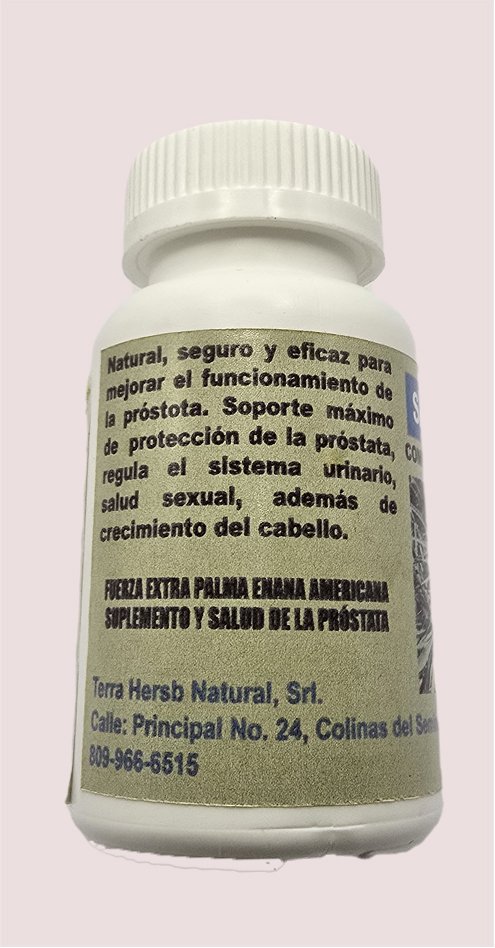 Natural, seguro y eficaz para
mejorar el funcionamiento de
la próstota. Soporte máximo
de protección de la próstata,
regula el sistema urinario,
salud sexual, además de
crecimiento del cabello.
FUERZA EXTRA PALMA ENANA AMERICANA
SUPLEMENTO Y SALUD DE LA PRÓSTATA
Terra Hersb Natural, Srl.
Calle: Principal No. 24, Colinas del
809-966-6515